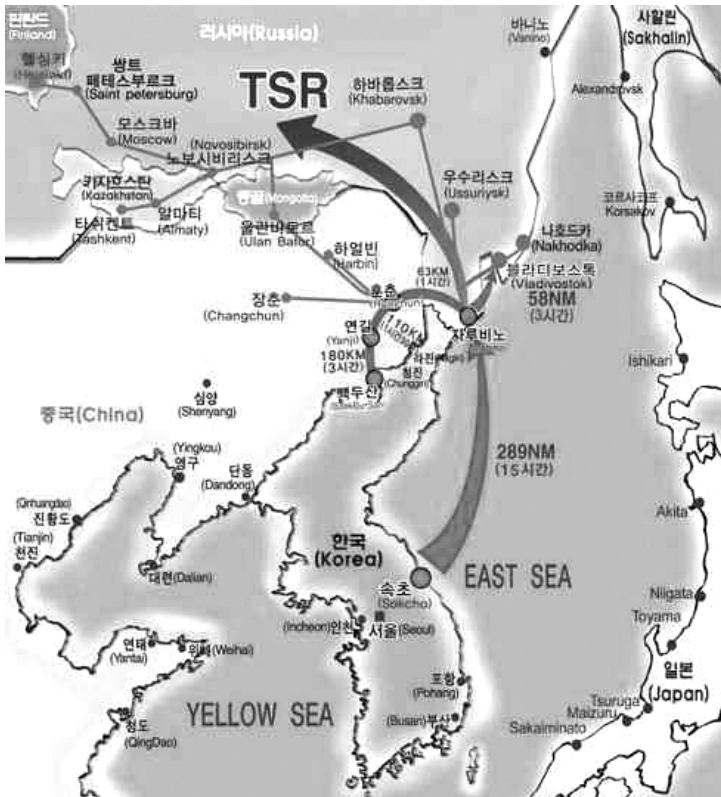 핀란드
(Finland)
러시아(Russia)
바니노
(Vanino)
사할린
(Sakhalin)
헬싱키
(Helsinki)
쌍트
페테스부르크
(Saint petersburg)
TSR
하바롭스크
(Khabarovsk)
Alexandrovsk
모스크바
(Moscow)
(Novosibirsk)
노보시비리스크
우수리스크
(Ussuriysk)
카자흐스탄
(Kazakhstan)
몽골(Mongolia)
코르사코프
Korsakov
타쉬켄트
(Tashkent)
알마티
(Almaty)
울란바토르
(Ulan Bator)
나호드카
(Nakhodka)
하얼빈
(Harbin)
63KM
(1시간)
블라디보스톡
(Vladivostok)
58NM
(3시간)
장춘
(Changchun)
훈춘
자루비노
연길
(Yanji)
110KM
180KM
(3시간)
라진
청진
(Chungjin)
백두산
Ishikari
심양
(Shenyang)
중국(China)
(Yingkou)
영구
단동
(Dandong)
289NM
(15시간)
(Qinhuangdao)
진황도
(Tianjin)
천진
Akita
한국
(Korea)
대련(Dalian)
속초
(Sokcho)
EAST SEA
Niigata
(Incheon)인천
서울(Seoul)
Toyama
연태
(Yantai)
위해(Weihai)
일본
(Japan)
포항
(Pohang)
Tsuruga
Maizuru
청도
(QingDao)
YELLOW SEA
(Busan)부산
Sakaiminato